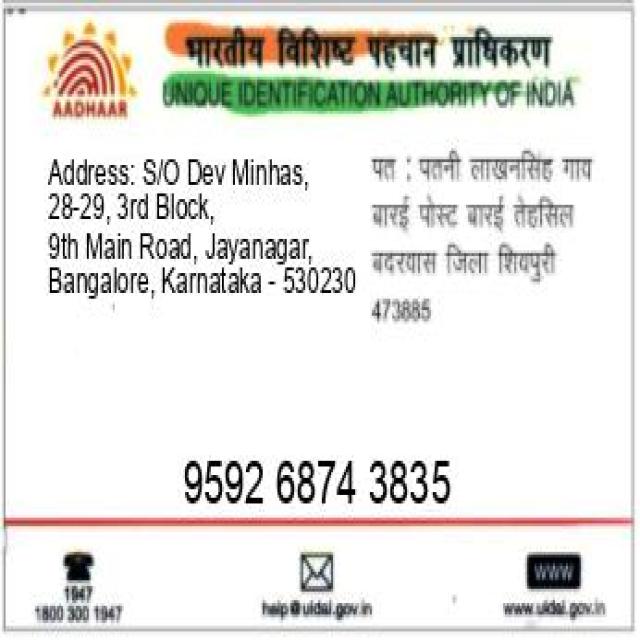 भारतीय विशिष्ट पहचान प्राधिकरण
AADHAAR
UNIQUE IDENTIFICATION AUTHORITY OF INDIA
Address: S/O Dev Minhas,
28-29, 3rd Block,
9th Main Road, Jayanagar,
Bangalore, Karnataka - 530230
पत : पतनी लाखनसिंह गाय
बारई पोस्ट बारई तेहसिल
बदरवास जिला शिवपुरी
473885
9592 6874 3835
1947
1800 300 1947
help@uidai.gov.in
www
www.uidai.gov.in